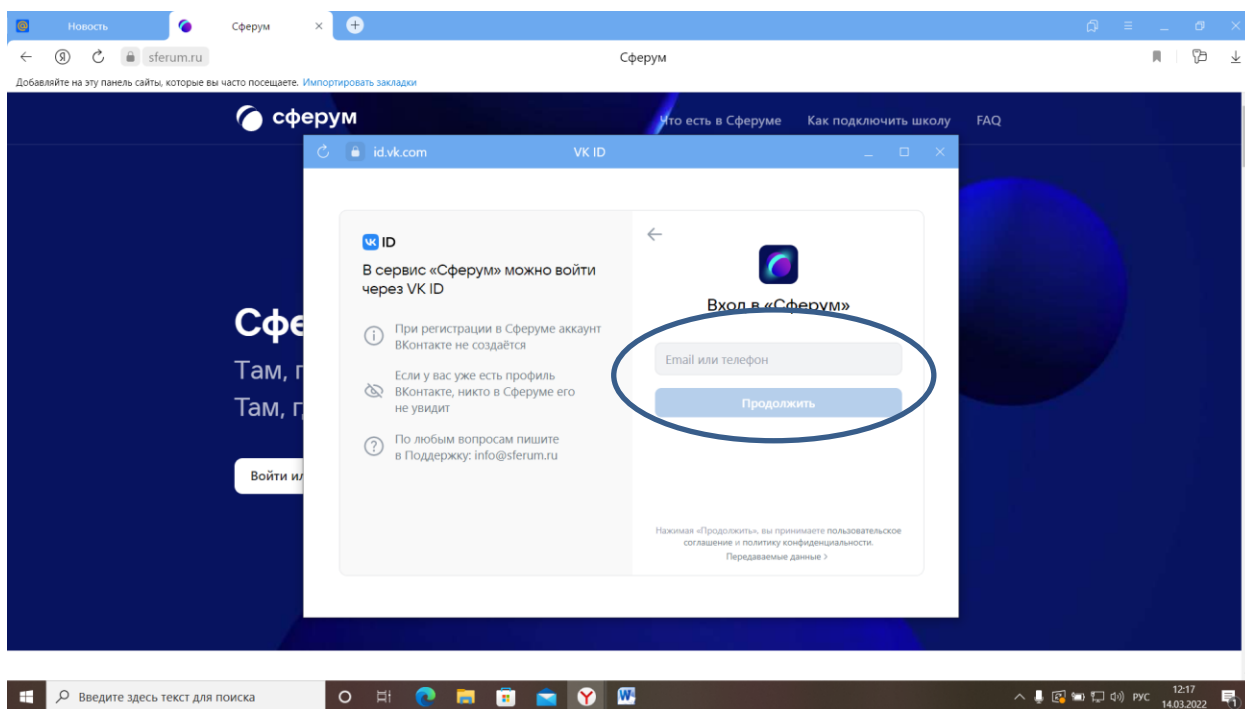 Новость
Сферум
sferum.ru
Сферум
Добавляйте на эту панель сайты, которые вы часто посещаете. Импортировать закладки
сферум
Что есть в Сферуме
Как подключить школу
FAQ
id.vk.com
VK ID
VK ID
В сервис «Сферум» можно войти
через VK ID
При регистрации в Сферуме аккаунт
ВКонтакте не создаётся
Если у вас уже есть профиль
ВКонтакте, никто в Сферуме его
не увидит
По любым вопросам пишите
в Поддержку: info@sferum.ru
Вход в «Сферум»
Email или телефон
Продолжить
Нажимая «Продолжить», вы принимаете пользовательское
соглашение и политику конфиденциальности.
Передаваемые данные >
Сфе
Там, г
Там, г
Войти ил
Введите здесь текст для поиска
РУС
12:17
14.03.2022